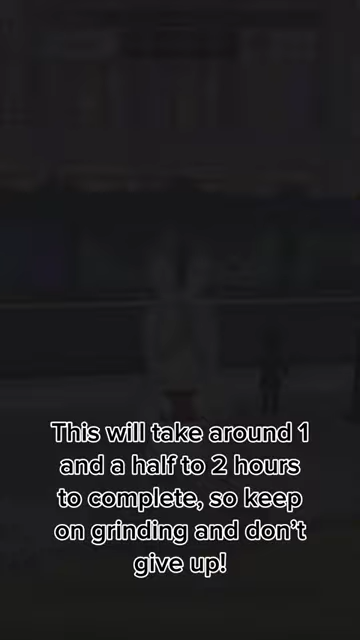 This will take around 1
and a half to 2 hours
to complete, so keep
on grinding and don't
give up!